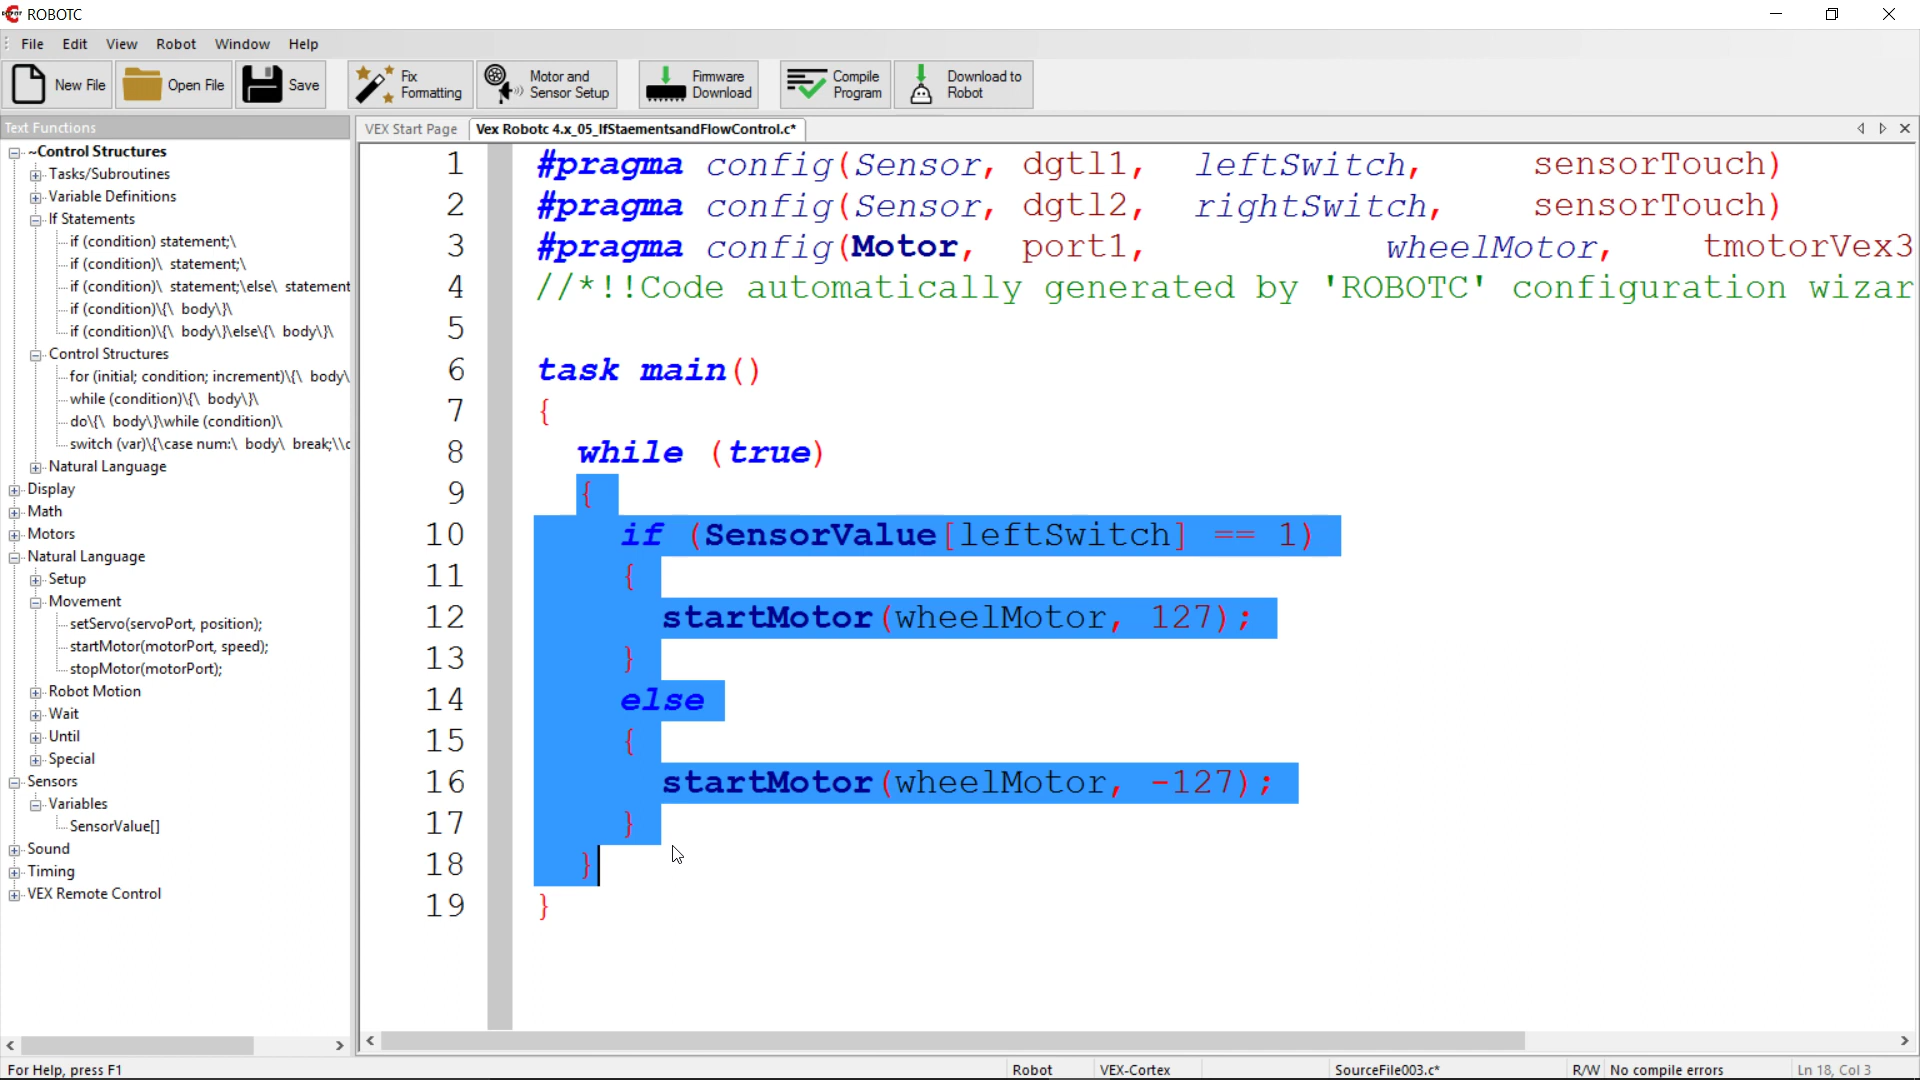 ROBOTC
File Edit View Robot Window Help
New File Open File Save Fix Formatting Motor and Sensor Setup Firmware Download Compile Program Download to Robot
Text Functions
VEX Start Page Vex Robotc 4.x_05_IfStaementsandFlowControl.c*
~Control Structures
Tasks/Subroutines
Variable Definitions
If Statements
if (condition) statement;\
if (condition)\ statement;\
if (condition)\ statement;\else\ statement
if (condition)\{\ body\}\
if (condition)\{\ body\}\else\{\ body\}\
Control Structures
for (initial; condition; increment)\{\ body\
while (condition)\{\ body\}\
do\{\ body\}\while (condition)\
switch (var)\{\case num:\ body\ break;\\c
Natural Language
Display
Math
Motors
Natural Language
Setup
Movement
setServo(servoPort, position);
startMotor(motorPort, speed);
stopMotor(motorPort);
Robot Motion
Wait
Until
Special
Sensors
Variables
SensorValue[]
Sound
Timing
VEX Remote Control
1 #pragma config(Sensor, dgtl1, leftSwitch, sensorTouch)
2 #pragma config(Sensor, dgtl2, rightSwitch, sensorTouch)
3 #pragma config(Motor, port1, wheelMotor, tmotorVex3
4 //*!!Code automatically generated by 'ROBOTC' configuration wizar
5
6 task main()
7 {
8 while (true)
9 {
10 if (SensorValue[leftSwitch] == 1)
11 {
12 startMotor(wheelMotor, 127);
13 }
14 else
15 {
16 startMotor(wheelMotor, -127);
17 }
18 }
19 }
For Help, press F1 Robot VEX-Cortex SourceFile003.c* R/W No compile errors Ln 18, Col 3